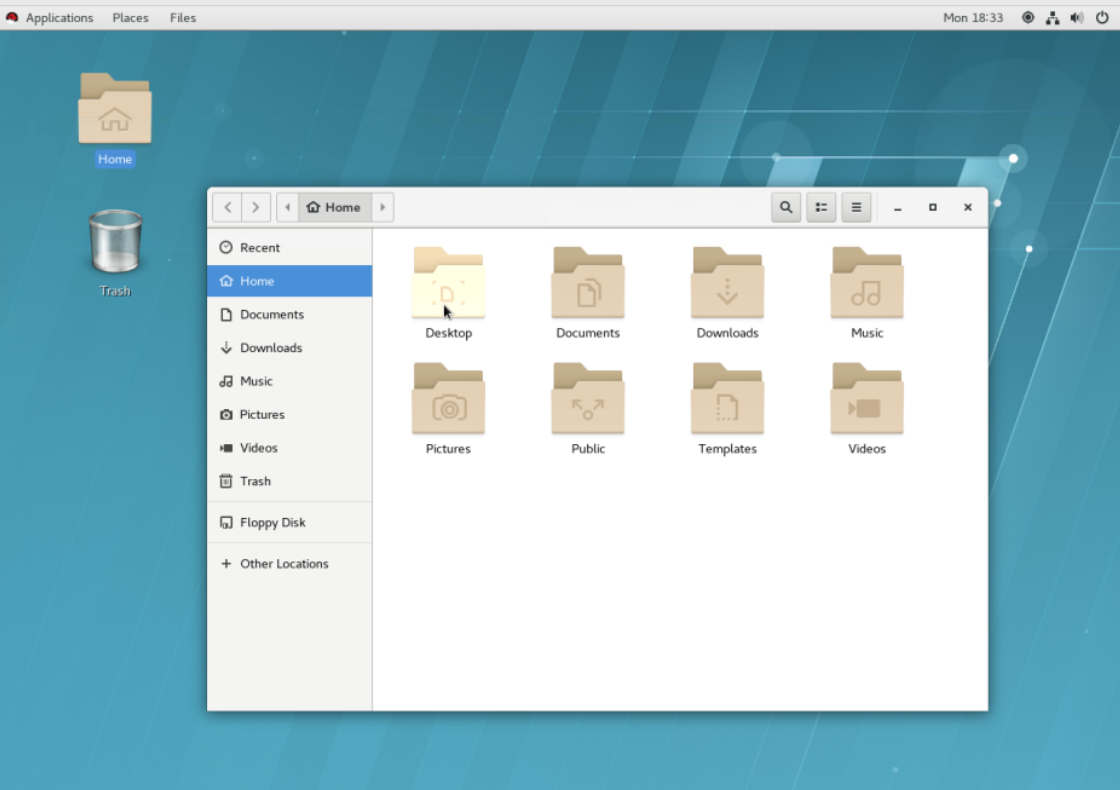 Applications Places Files Mon 18:33
Home
Trash
Home
Recent
Home
Documents
Downloads
Music
Pictures
Videos
Trash
Floppy Disk
+ Other Locations
Desktop Documents Downloads Music
Pictures Public Templates Videos